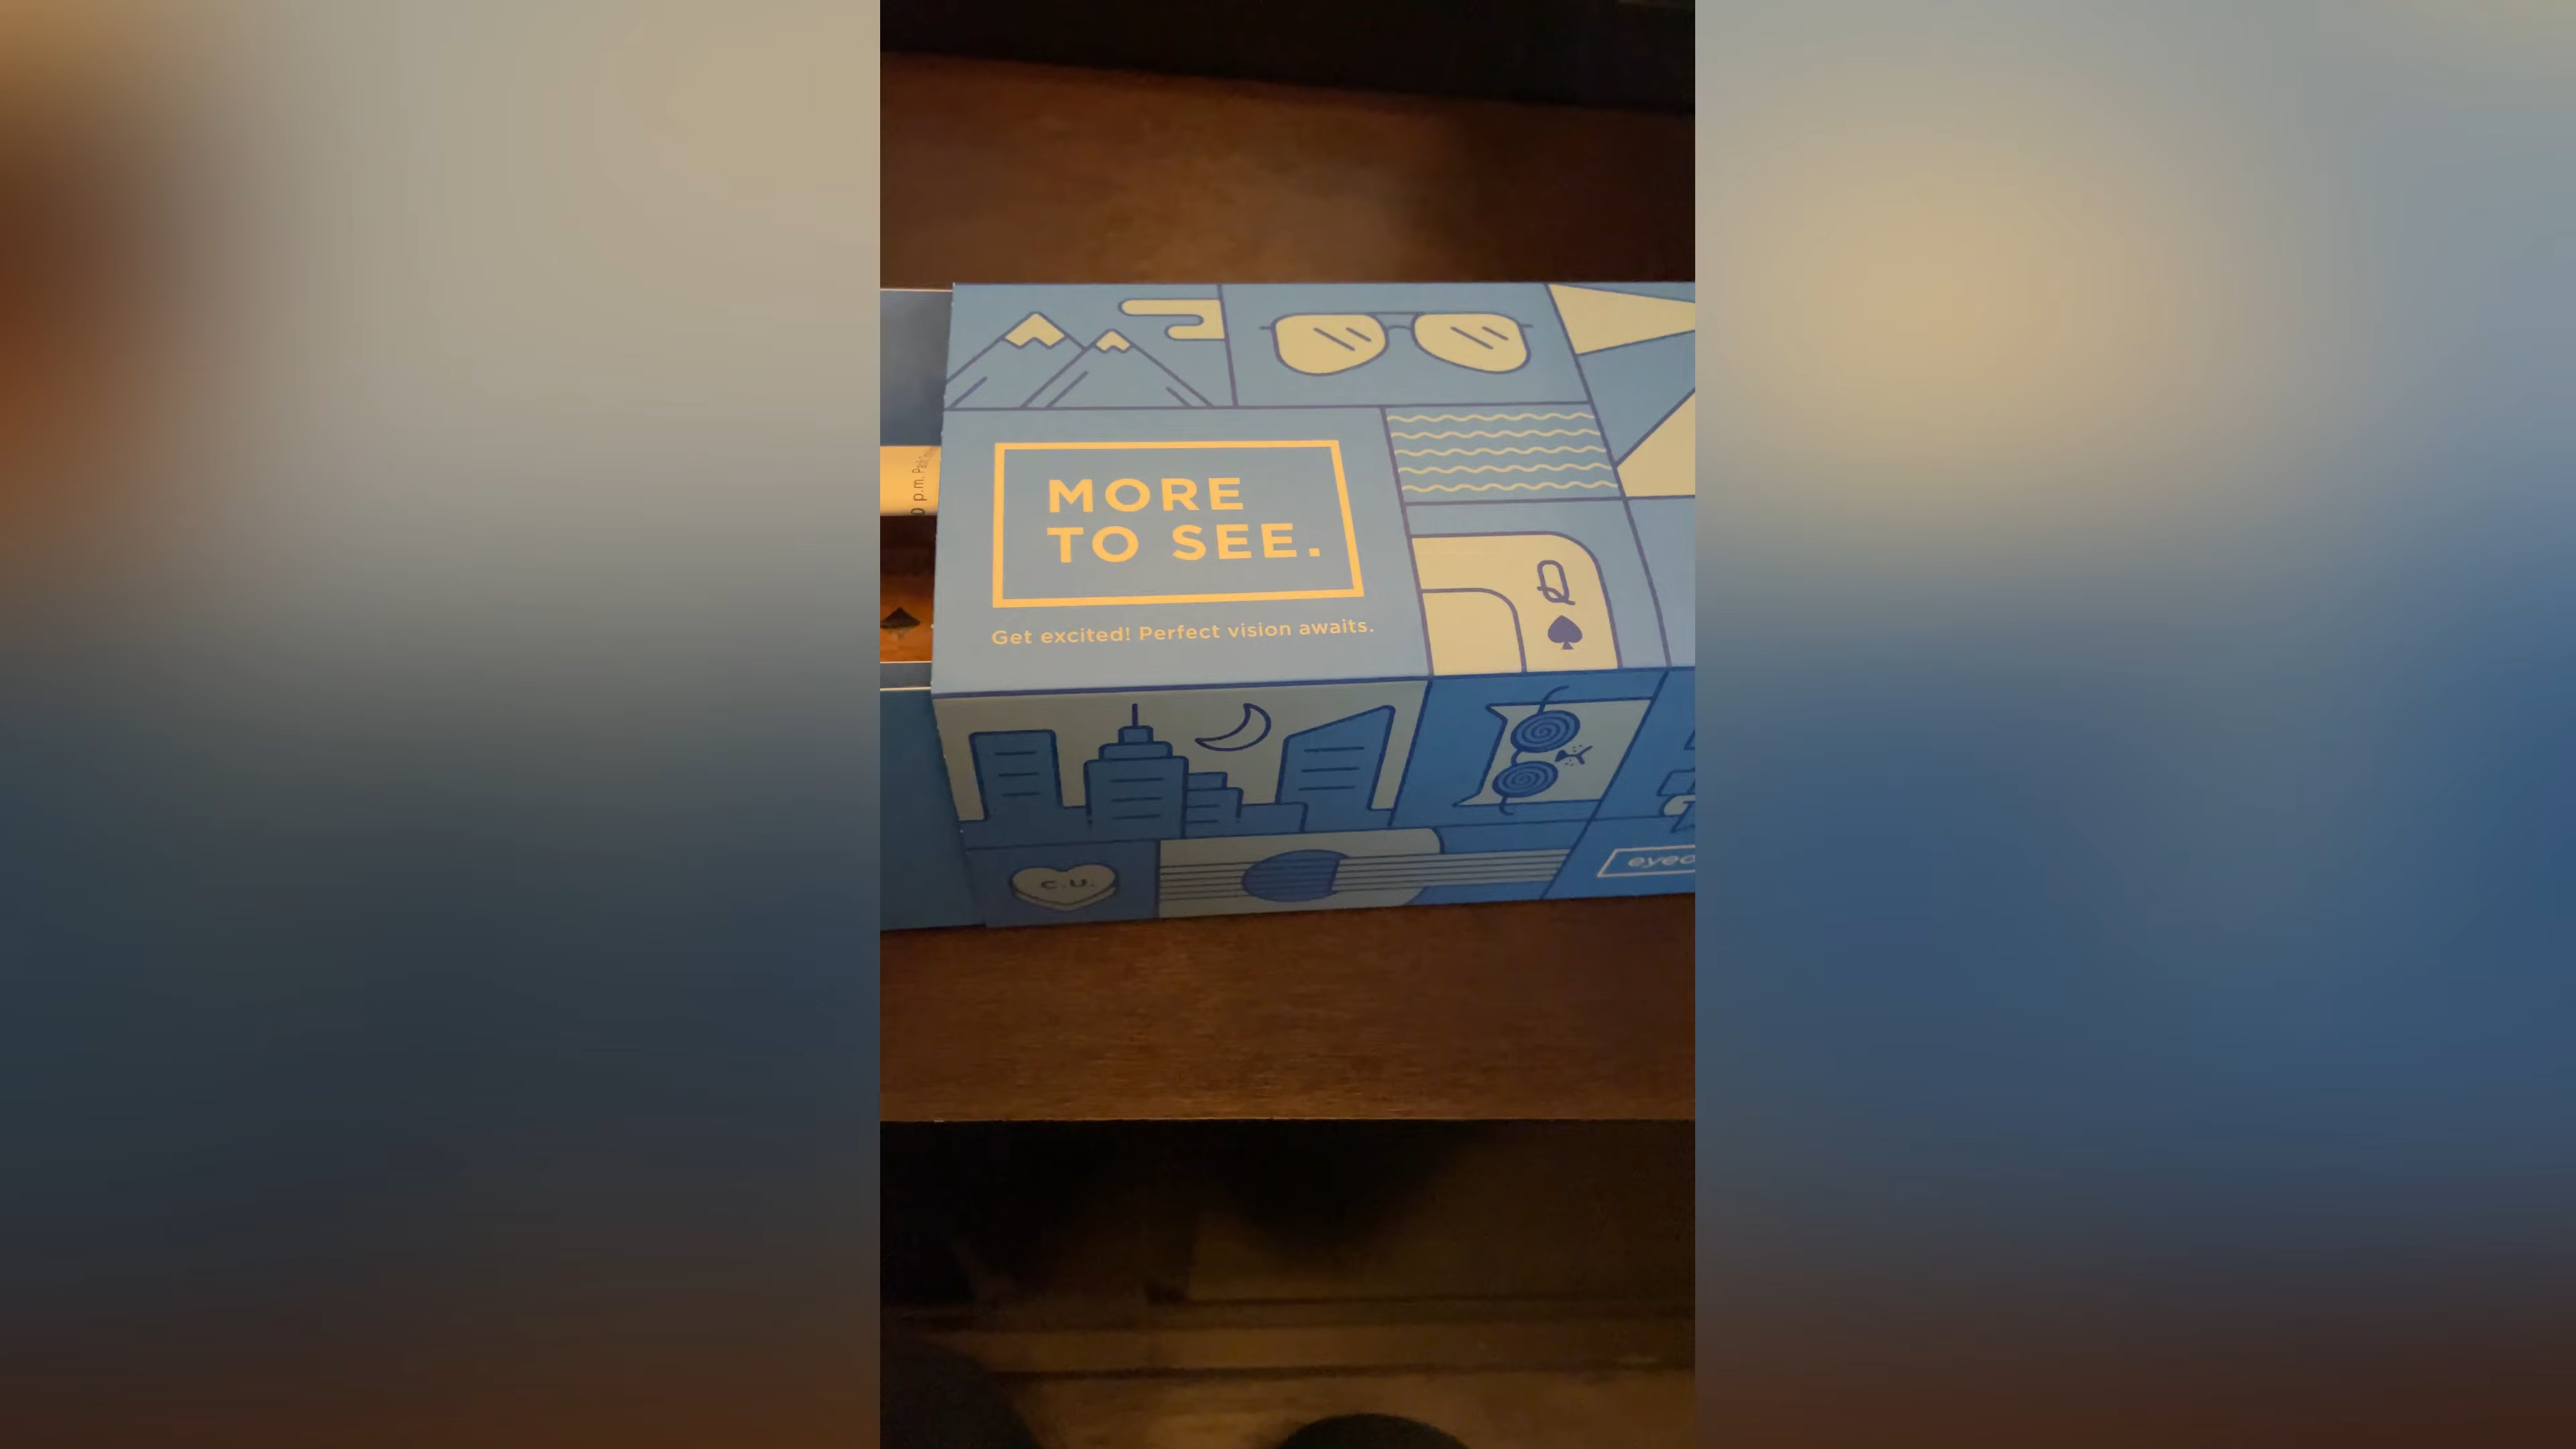 MORE
TO SEE.
Get excited! Perfect vision awaits.
Q
C.U.
p.m.